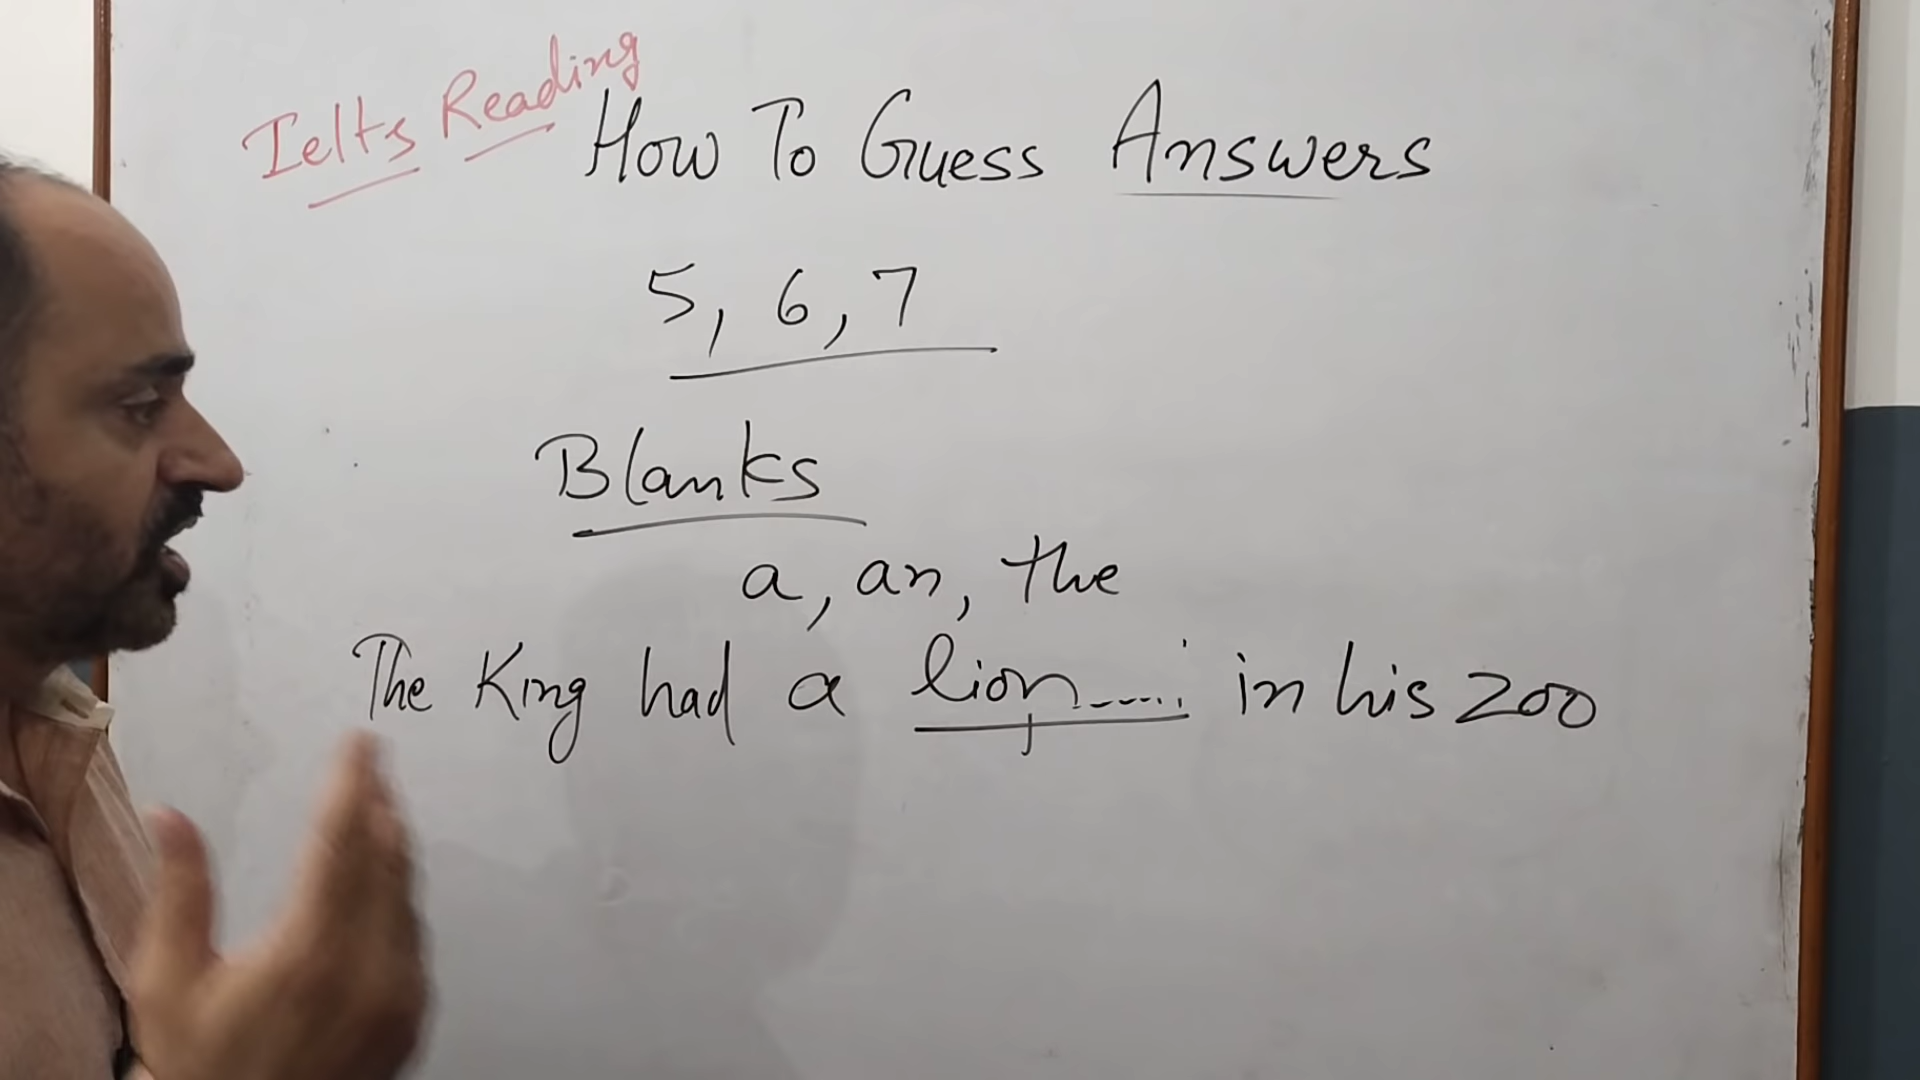 Ielts Reading
How To Guess Answers
5, 6, 7
Blanks
a, an, the
The King had a lion..... in his zoo